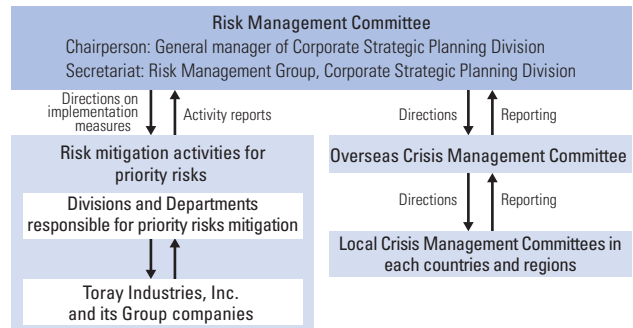 Risk Management Committee
Chairperson: General manager of Corporate Strategic Planning Division
Secretariat: Risk Management Group, Corporate Strategic Planning Division
Directions on
implementation
measures
Activity reports
Risk mitigation activities for
priority risks
Divisions and Departments
responsible for priority risks mitigation
Toray Industries, Inc.
and its Group companies
Directions
Reporting
Overseas Crisis Management Committee
Directions
Reporting
Local Crisis Management Committees in
each countries and regions